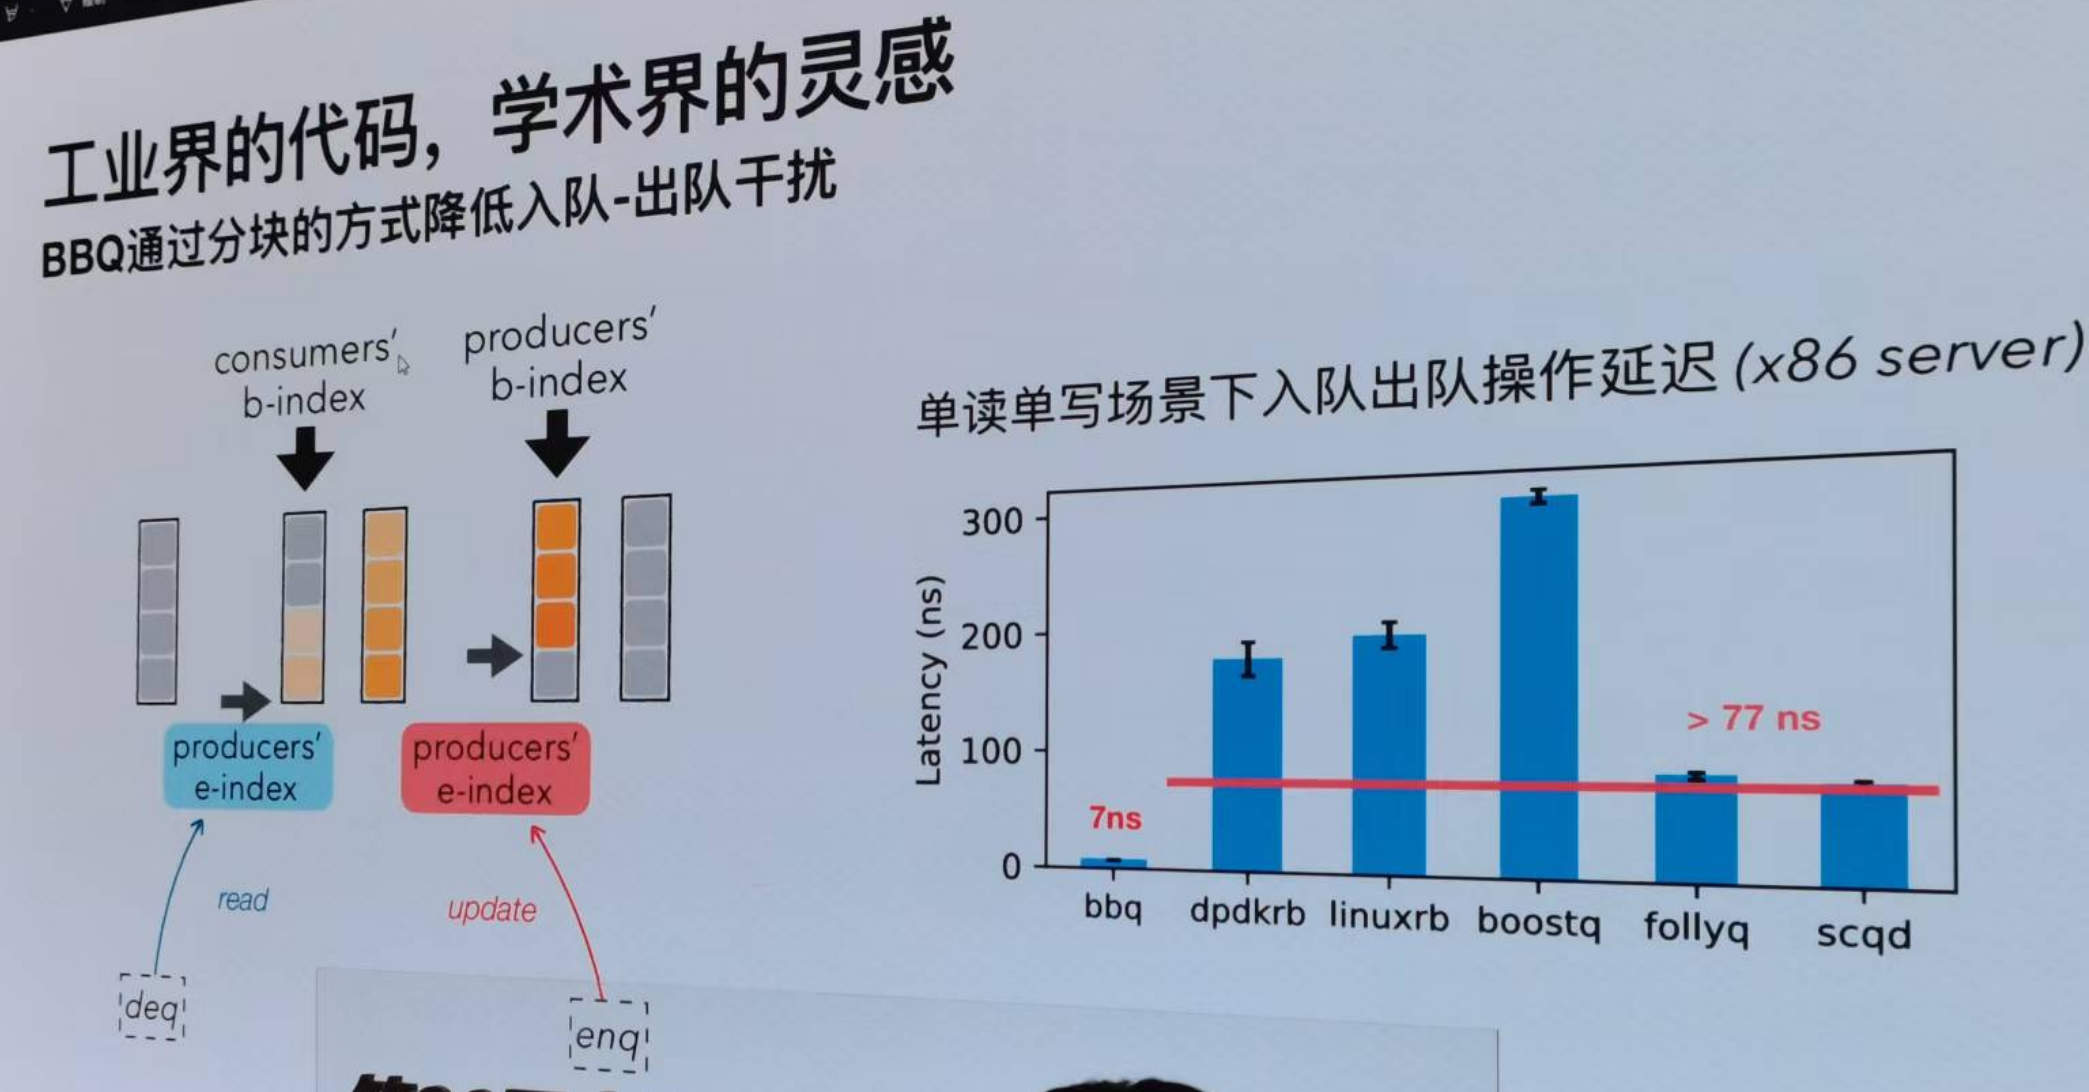 工业界的代码，学术界的灵感
BBQ通过分块的方式降低入队-出队干扰
consumers'
b-index
producers'
b-index
producers'
e-index
producers'
e-index
read
update
deq
enq
单读单写场景下入队出队操作延迟 (x86 server)
Latency (ns)
300
200
100
0
> 77 ns
7ns
bbq
dpdkrb
linuxrb
boostq
follyq
scqd